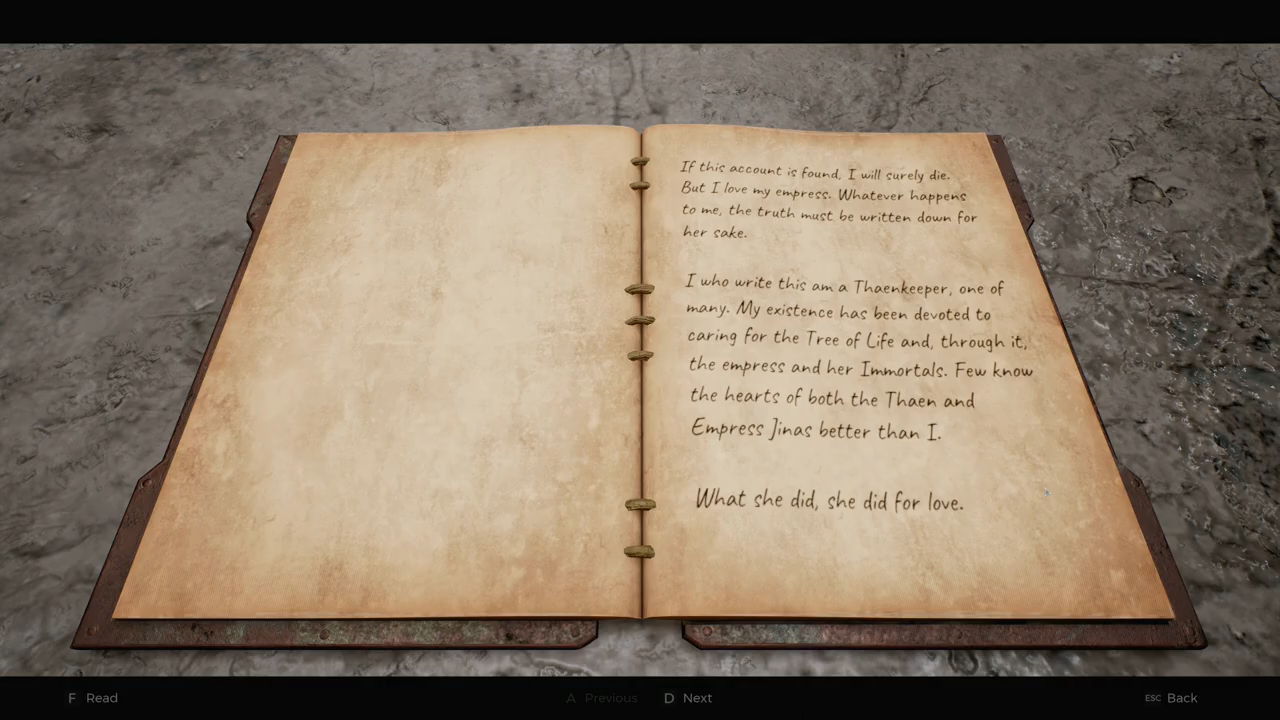 If this account is found, I will surely die.
But I love my empress. Whatever happens
to me, the truth must be written down for
her sake.
I who write this am a Thaenkeeper, one of
many. My existence has been devoted to
caring for the Tree of Life and, through it,
the empress and her Immortals. Few know
the hearts of both the Thaen and
Empress Jinas better than I.
What she did, she did for love.
F Read
A Previous
D Next
ESC Back